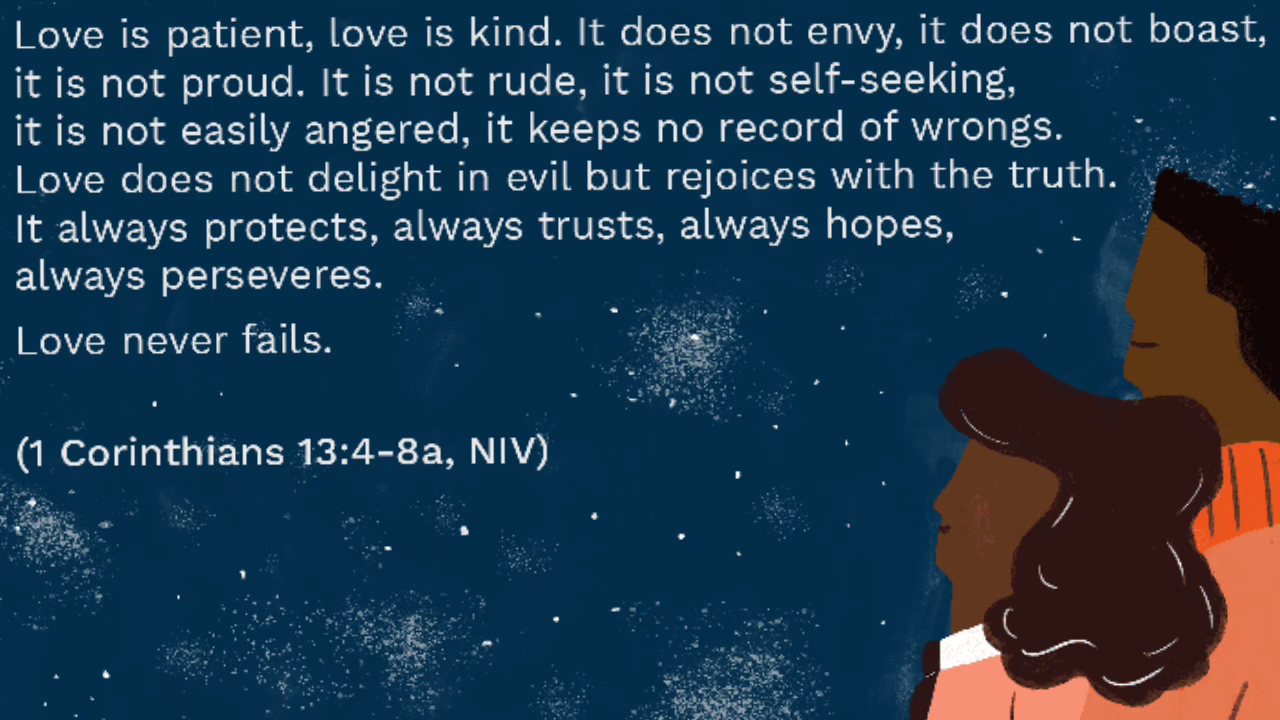 Love is patient, love is kind. It does not envy, it does not boast,
it is not proud. It is not rude, it is not self-seeking,
it is not easily angered, it keeps no record of wrongs.
Love does not delight in evil but rejoices with the truth.
It always protects, always trusts, always hopes,
always perseveres.
Love never fails.
(1 Corinthians 13:4-8a, NIV)